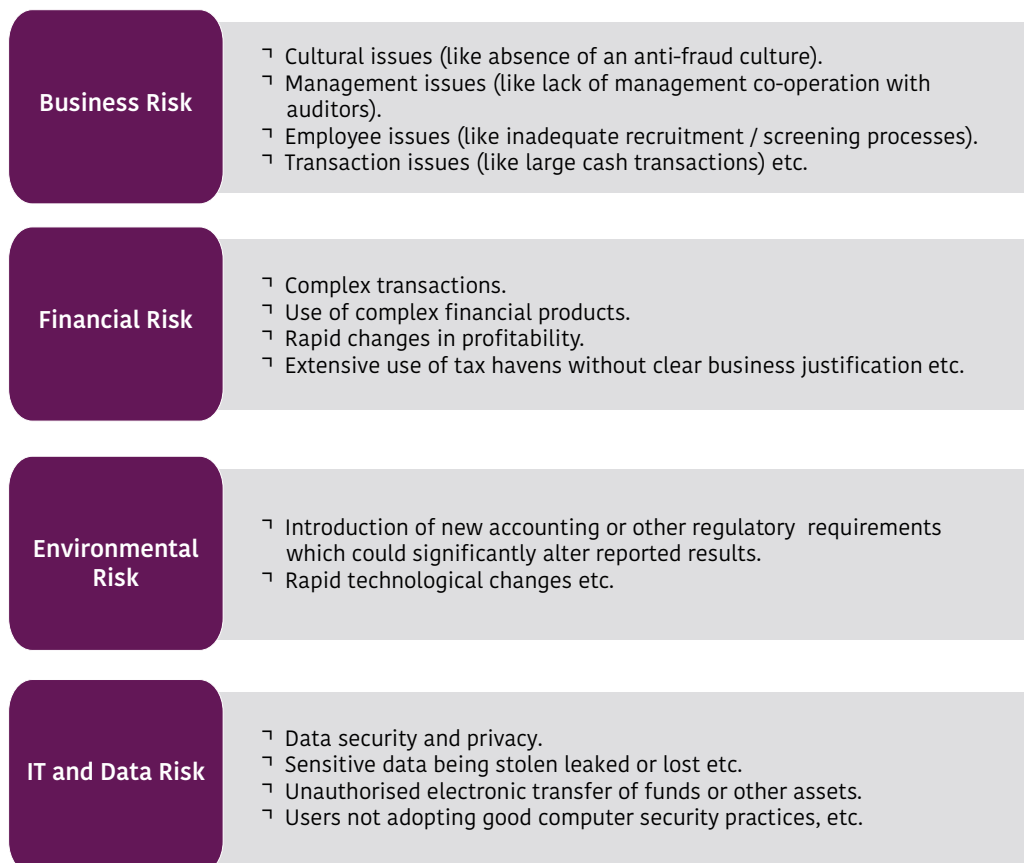 Business Risk
¬ Cultural issues (like absence of an anti-fraud culture).
¬ Management issues (like lack of management co-operation with
auditors).
¬ Employee issues (like inadequate recruitment / screening processes).
¬ Transaction issues (like large cash transactions) etc.
Financial Risk
¬ Complex transactions.
¬ Use of complex financial products.
¬ Rapid changes in profitability.
¬ Extensive use of tax havens without clear business justification etc.
Environmental
Risk
¬ Introduction of new accounting or other regulatory requirements
which could significantly alter reported results.
¬ Rapid technological changes etc.
IT and Data Risk
¬ Data security and privacy.
¬ Sensitive data being stolen leaked or lost etc.
¬ Unauthorised electronic transfer of funds or other assets.
¬ Users not adopting good computer security practices, etc.